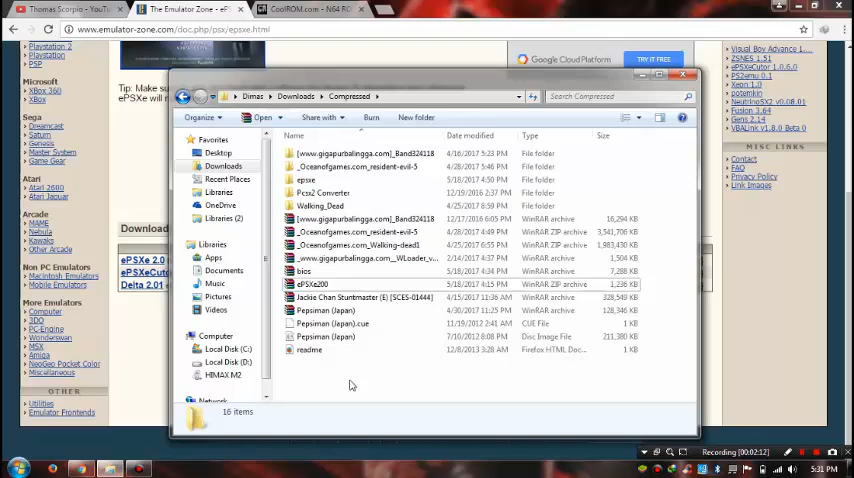 Thomas Scorpio - YouTu
The Emulator Zone - ePSX
CoolROM.com - N64 RO
www.emulator-zone.com/doc.php/psx/epsxe.html
Playstation 2
Playstation
PSP
Microsoft
XBox 360
XBox
Sega
Dreamcast
Saturn
Genesis
Master System
Game Gear
Atari
Atari 2600
Atari Jaguar
Arcade
MAME
Nebula
Kawaks
Other Arcade
Non PC Emulators
Macintosh Emulators
Mobile Emulators
More Emulators
Computer
3DO
PC-Engine
Wonderswan
MSX
Amiga
NeoGeo Pocket Color
Miscellaneous
OTHER
Utilities
Emulator Frontends
Tip: Make su
ePSXe will n
Download
ePSXe 2.0
ePSXeCuto
Delta 2.01
Google Cloud Platform
TRY IT FREE
Visual Boy Advance 1...
ZSNES 1.51
ePSXeCutor 1.0.6.0
PS2emu 0.1
Xeon 1.0
potemkin
NeutrinoSX2 v0.08.01
Fusion 3.64
Gens 2.14
VBALink v1.8.0 Beta 0
MISC LINKS
Contact
FAQ
Privacy Policy
Link Images
Dimas
Downloads
Compressed
Search Compressed
Organize
Open
Share with
Burn
New folder
Favorites
Desktop
Downloads
Recent Places
Libraries
OneDrive
Libraries (2)
Libraries
Apps
Documents
Music
Pictures
Videos
Computer
Local Disk (C:)
Local Disk (D:)
HIMAX M2
Network
Name Date modified Type Size
[www.gigapurbalingga.com]_Band324118 4/16/2017 5:23 PM File folder
_Oceanofgames.com_resident-evil-5 4/28/2017 5:46 PM File folder
epsxe 5/18/2017 4:50 PM File folder
Pcsx2 Converter 12/19/2016 2:37 PM File folder
Walking_Dead 4/25/2017 8:59 PM File folder
[www.gigapurbalingga.com]_Band324118 12/17/2016 6:05 PM WinRAR archive 16,294 KB
_Oceanofgames.com_resident-evil-5 4/28/2017 4:49 PM WinRAR ZIP archive 3,541,706 KB
_Oceanofgames.com_Walking-dead1 4/25/2017 6:49 PM WinRAR ZIP archive 1,983,430 KB
_www.gigapurbalingga.com__WLoader_v... 2/14/2017 4:37 PM WinRAR archive 1,504 KB
bios 5/18/2017 4:34 PM WinRAR archive 7,288 KB
ePSXe200 5/18/2017 4:15 PM WinRAR ZIP archive 1,236 KB
Jackie Chan Stuntmaster (E) [SCES-01444] 4/15/2017 11:36 AM WinRAR archive 328,549 KB
Pepsiman (Japan) 4/30/2017 11:25 PM WinRAR archive 128,346 KB
Pepsiman (Japan).cue 11/19/2012 2:41 AM CUE File 1 KB
Pepsiman (Japan) 7/10/2012 8:08 PM Disc Image File 211,380 KB
readme 12/8/2013 3:28 AM Firefox HTML Doc... 1 KB
16 items
Recording [00:02:12]
5:31 PM